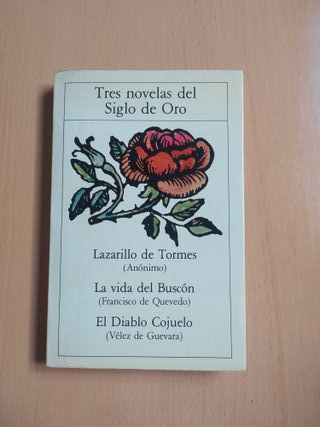 Tres novelas del
Siglo de Oro
Lazarillo de Tormes
(Anónimo)
La vida del Buscón
(Francisco de Quevedo)
El Diablo Cojuelo
(Vélez de Guevara)